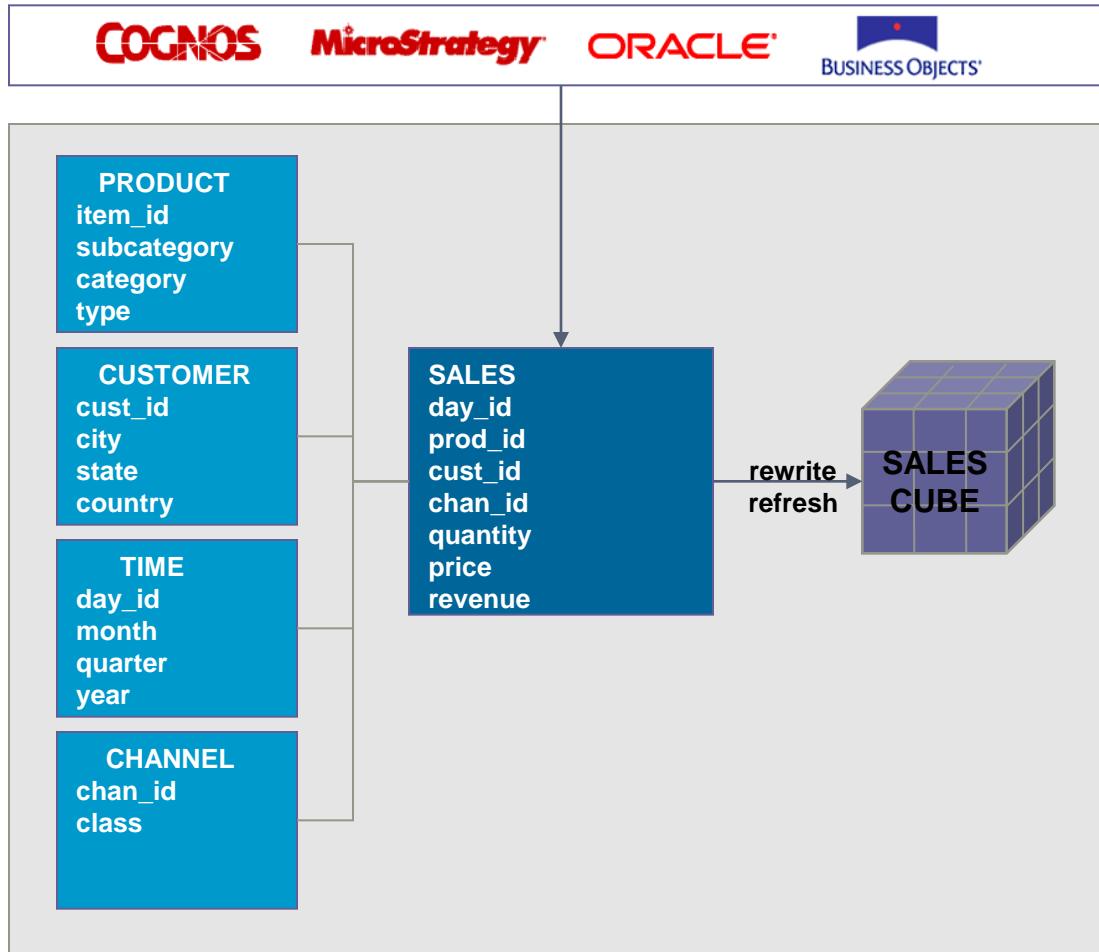 COGNOS MicroStrategy ORACLE BUSINESS OBJECTS
PRODUCT
item_id
subcategory
category
type
CUSTOMER
cust_id
city
state
country
TIME
day_id
month
quarter
year
CHANNEL
chan_id
class
SALES
day_id
prod_id
cust_id
chan_id
quantity
price
revenue
rewrite
refresh
SALES
CUBE